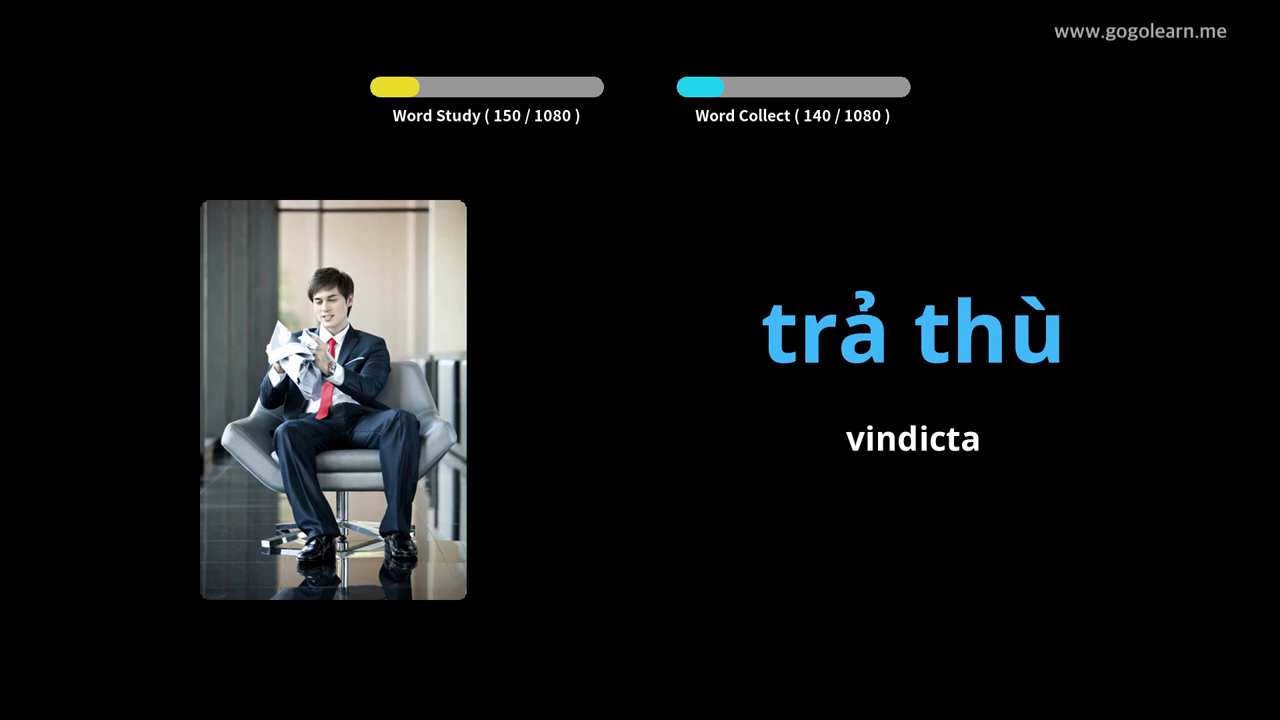 www.gogolearn.me
Word Study ( 150 / 1080 )
Word Collect ( 140 / 1080 )
trả thù
vindicta